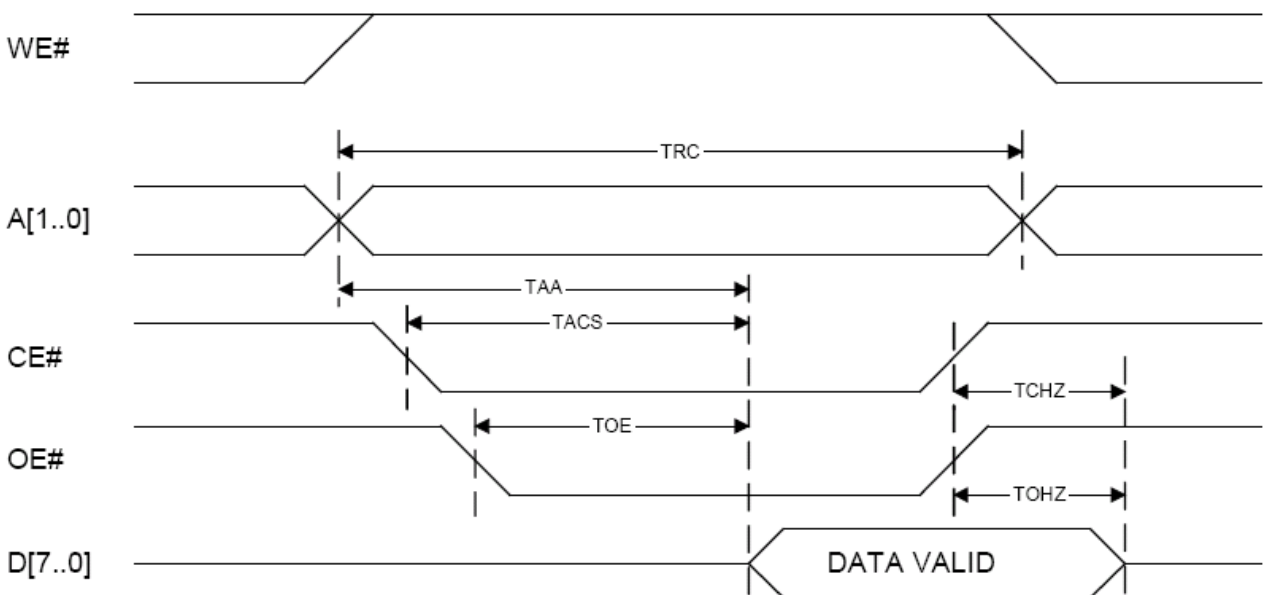 WE#
TRC
A[1..0]
TAA
TACS
CE#
TCHZ
TOE
OE#
TOHZ
D[7..0]
DATA VALID